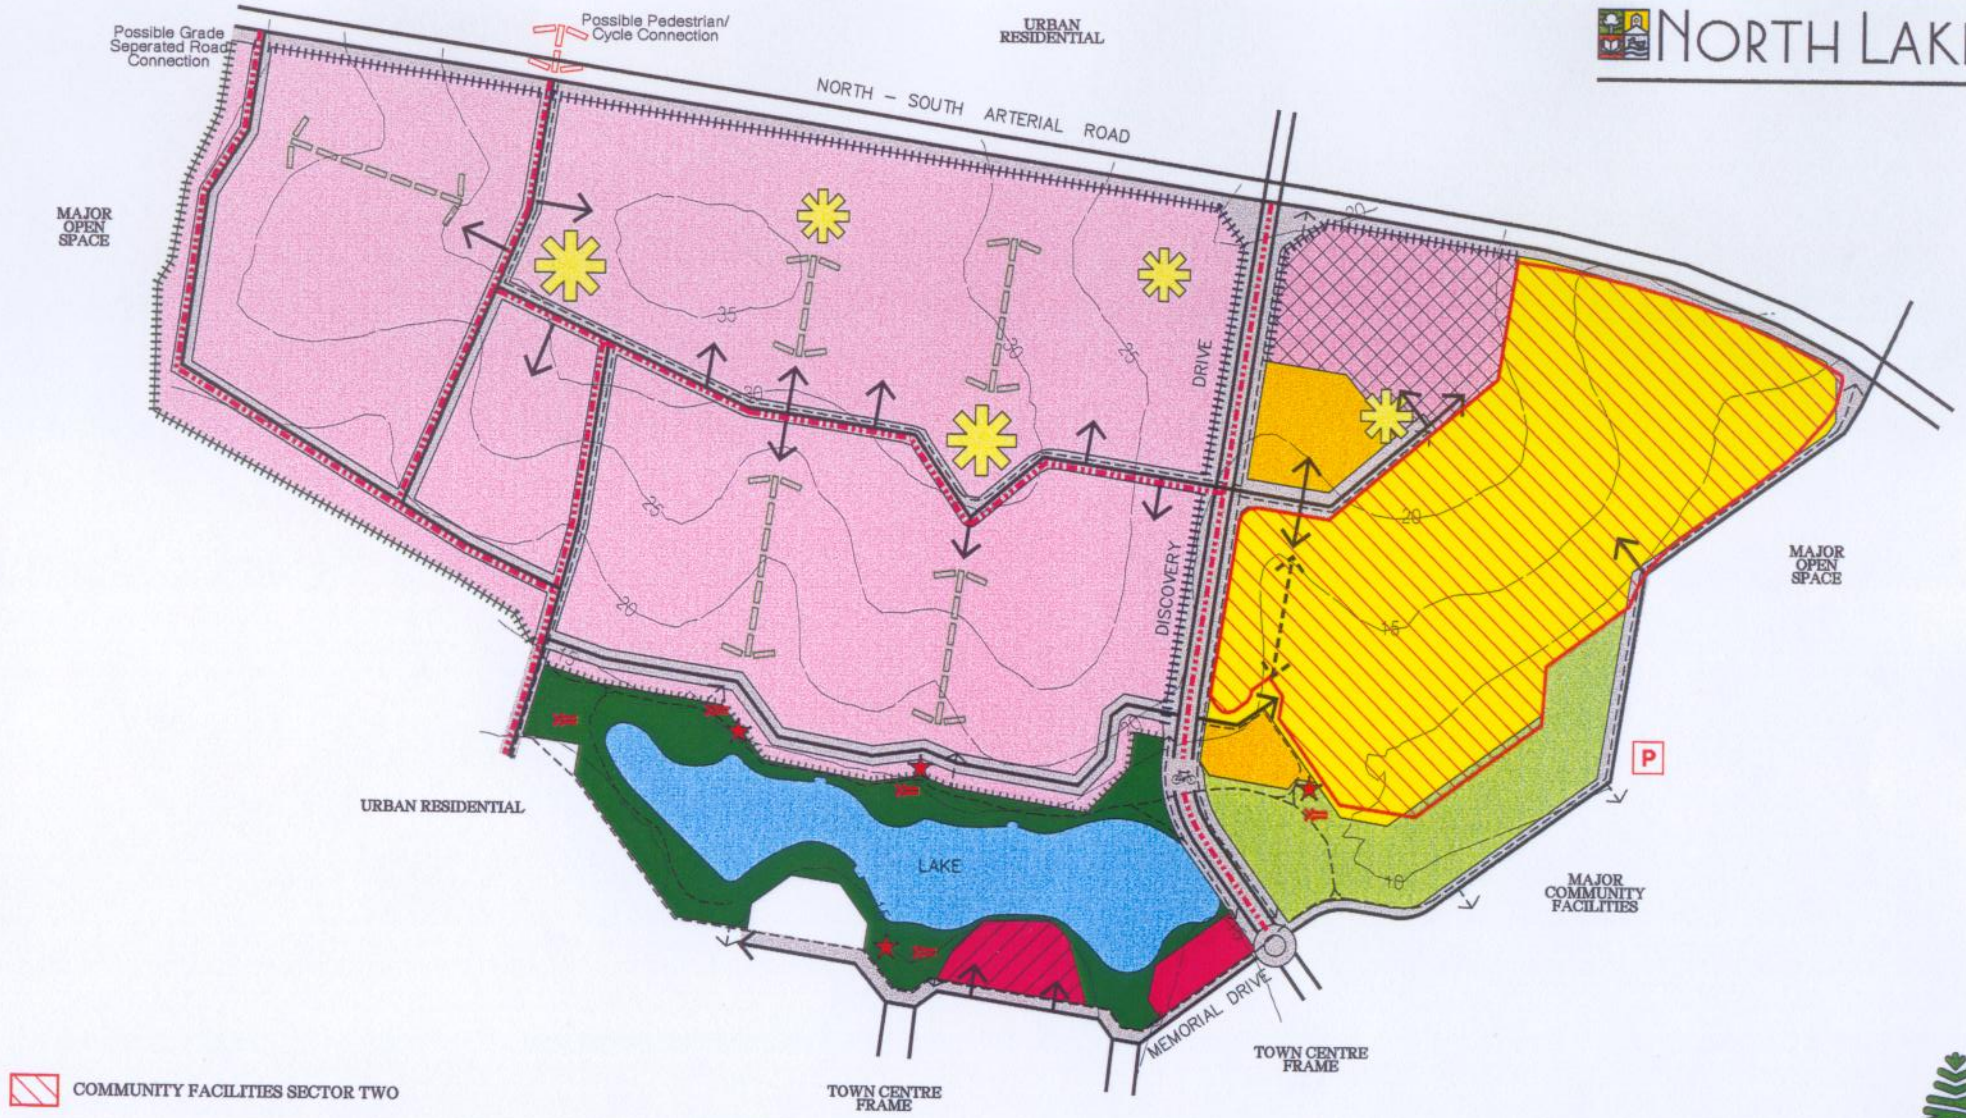 Possible Grade
Seperated Road
Connection
Possible Pedestrian/
Cycle Connection
URBAN
RESIDENTIAL
NORTH LAKE
NORTH – SOUTH ARTERIAL ROAD
MAJOR
OPEN
SPACE
20
35
30
30
25
DRIVE
25
20
20
DISCOVERY
MAJOR
OPEN
SPACE
15
15
P
URBAN RESIDENTIAL
LAKE
10
MAJOR
COMMUNITY
FACILITIES
MEMORIAL DRIVE
TOWN CENTRE
FRAME
COMMUNITY FACILITIES SECTOR TWO
TOWN CENTRE
FRAME